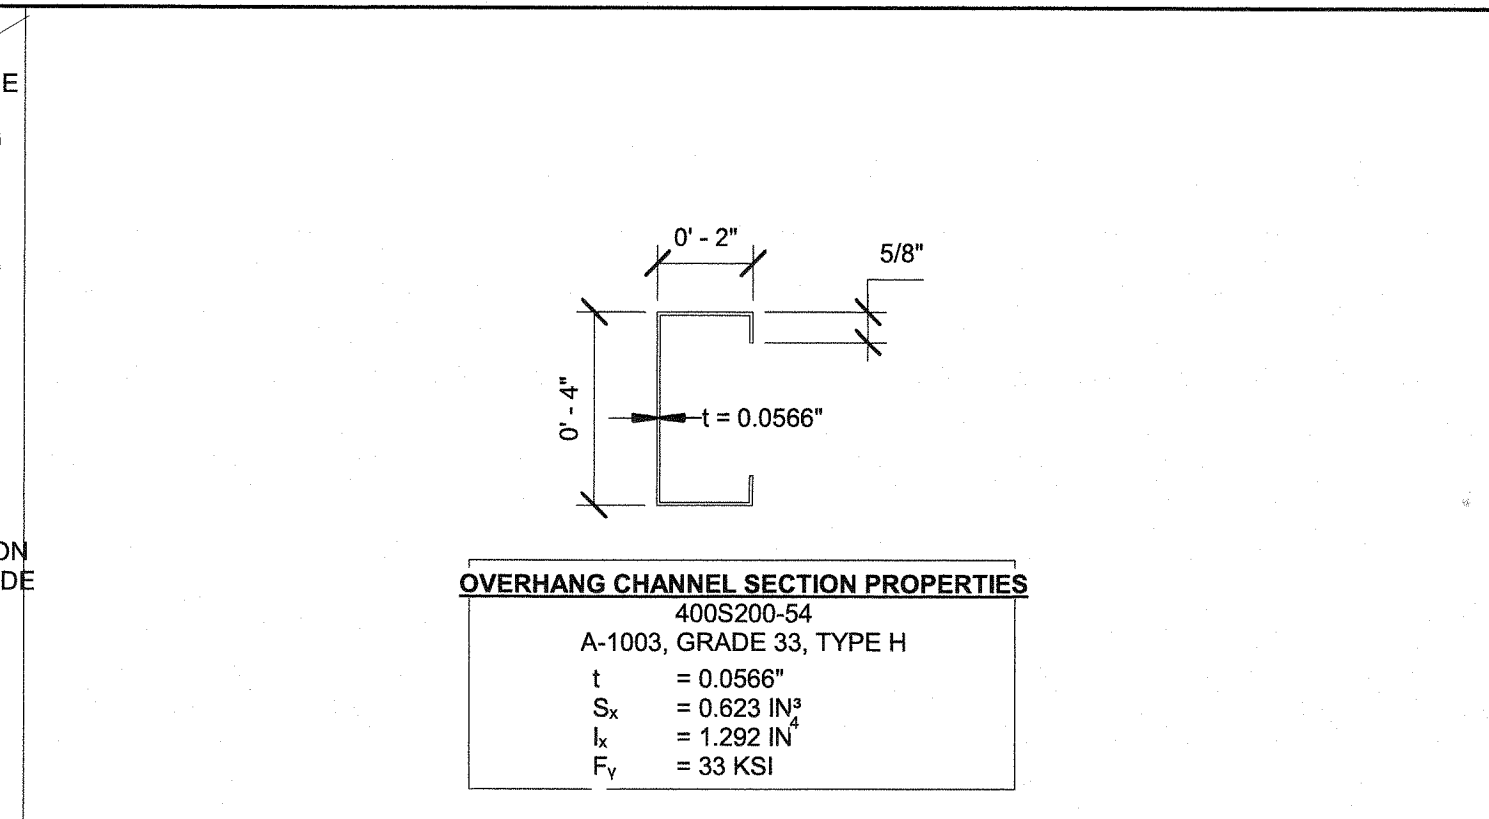 E
0' - 2"
5/8"
0' - 4"
t = 0.0566"
ON
DE
OVERHANG CHANNEL SECTION PROPERTIES
400S200-54
A-1003, GRADE 33, TYPE H
t = 0.0566"
Sₓ = 0.623 IN³
Iₓ = 1.292 IN⁴
Fᵧ = 33 KSI